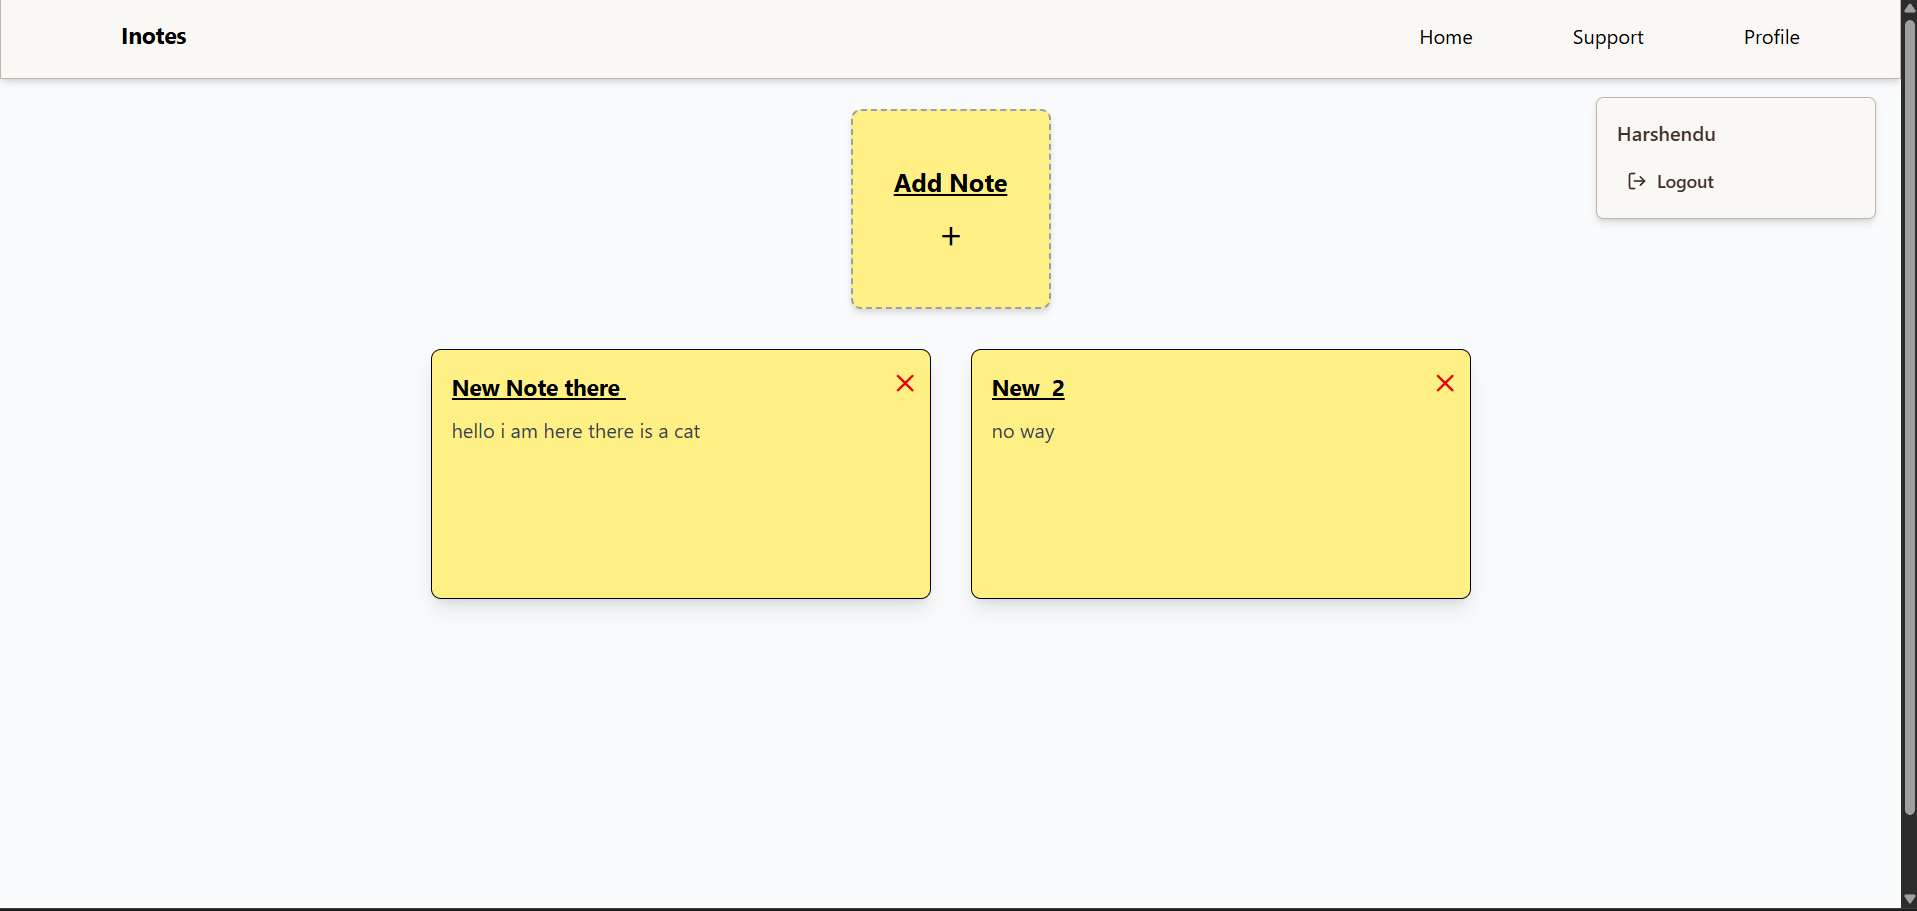 Inotes
Home
Support
Profile
Harshendu
Logout
Add Note
+
New Note there
hello i am here there is a cat
New  2
no way